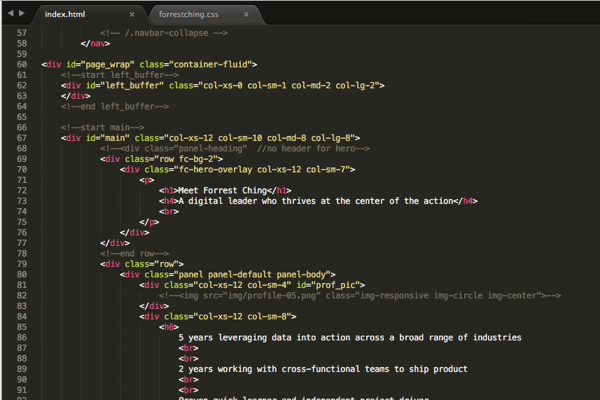 index.html × forrestching.css ×
57 <!-- /.navbar-collapse -->
58 </nav>
59
60 <div id="page_wrap" class="container-fluid">
61 <!--start left_buffer-->
62 <div id="left_buffer" class="col-xs-0 col-sm-1 col-md-2 col-lg-2">
63 </div>
64 <!--end left_buffer-->
65
66 <!--start main-->
67 <div id="main" class="col-xs-12 col-sm-10 col-md-8 col-lg-8">
68 <!--<div class="panel-heading" //no header for hero-->
69 <div class="row fc-bg-2">
70 <div class="fc-hero-overlay col-xs-12 col-sm-7">
71 <p>
72 <h1>Meet Forrest Ching</h1>
73 <h4>A digital leader who thrives at the center of the action</h4>
74 <br>
75 </p>
76 </div>
77 </div>
78 <!--end row-->
79 <div class="row">
80 <div class="panel panel-default panel-body">
81 <div class="col-xs-12 col-sm-4" id="prof_pic">
82 <!--<img src="img/profile-05.png" class="img-responsive img-circle img-center">-->
83 </div>
84 <div class="col-xs-12 col-sm-8">
85 <h6>
86 5 years leveraging data into action across a broad range of industries
87 <br>
88 <br>
89 2 years working with cross-functional teams to ship product
90 <br>
91 <br>
92 Proven quick learner and independent project driver